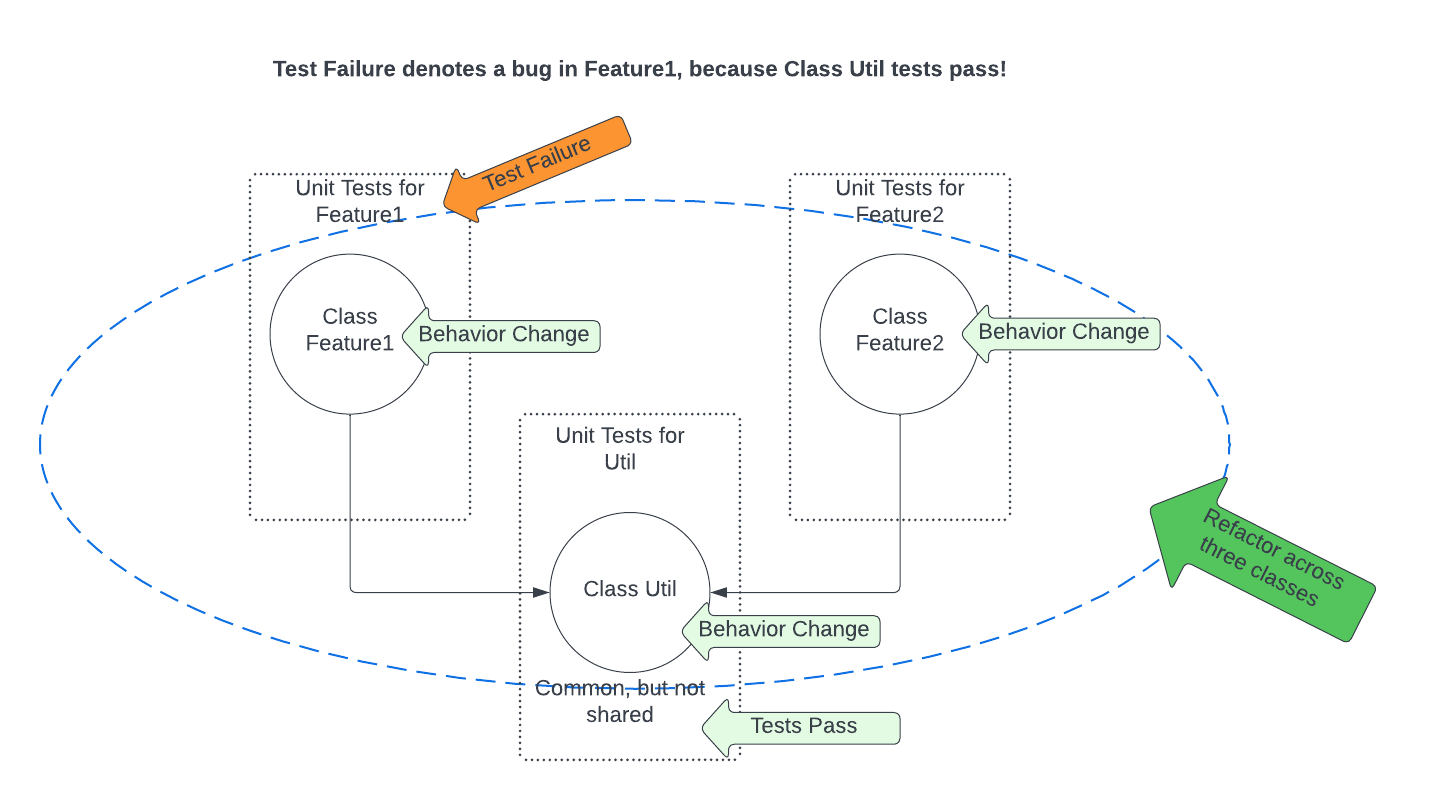 Test Failure denotes a bug in Feature1, because Class Util tests pass!
Test Failure
Unit Tests for
Feature1
Unit Tests for
Feature2
Class
Feature1
Behavior Change
Class
Feature2
Behavior Change
Unit Tests for
Util
Refactor across
three classes
Class Util
Behavior Change
Common, but not
shared
Tests Pass